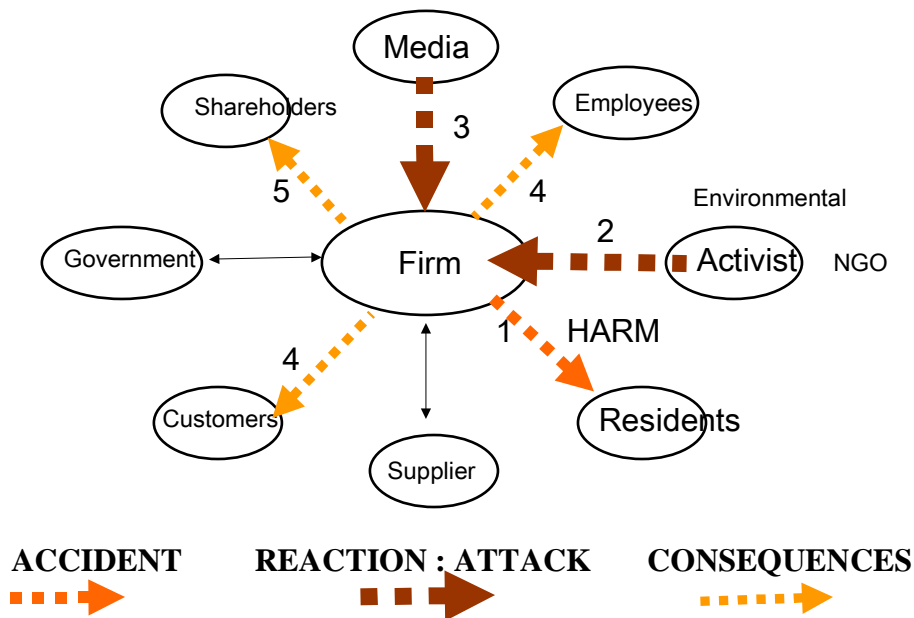 Media
Shareholders
Employees
3
5
4
Environmental
2
Government
Firm
Activist
NGO
1
HARM
4
Customers
Residents
Supplier
ACCIDENT
REACTION : ATTACK
CONSEQUENCES